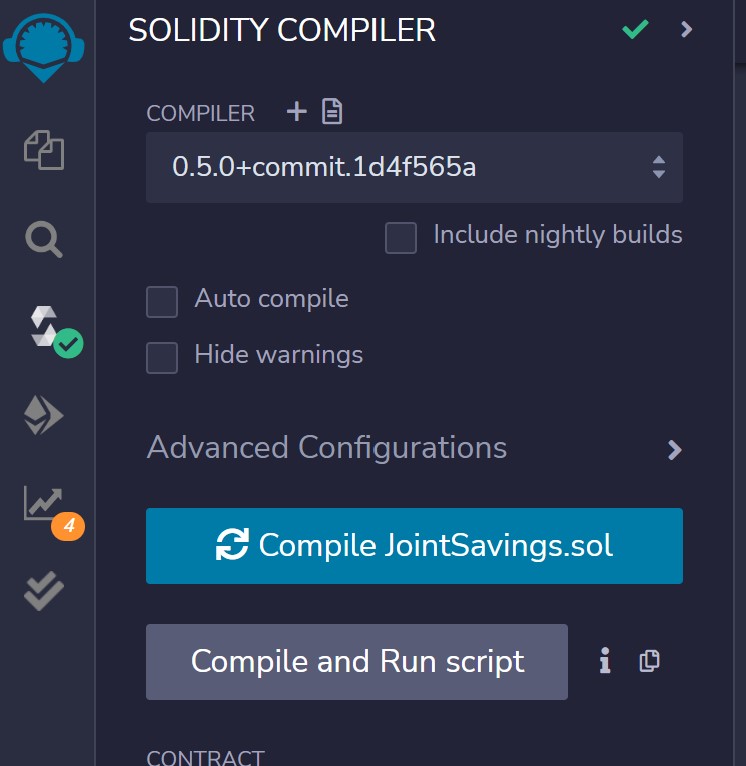 SOLIDITY COMPILER
COMPILER
0.5.0+commit.1d4f565a
Include nightly builds
Auto compile
Hide warnings
Advanced Configurations
4
Compile JointSavings.sol
Compile and Run script
CONTRACT